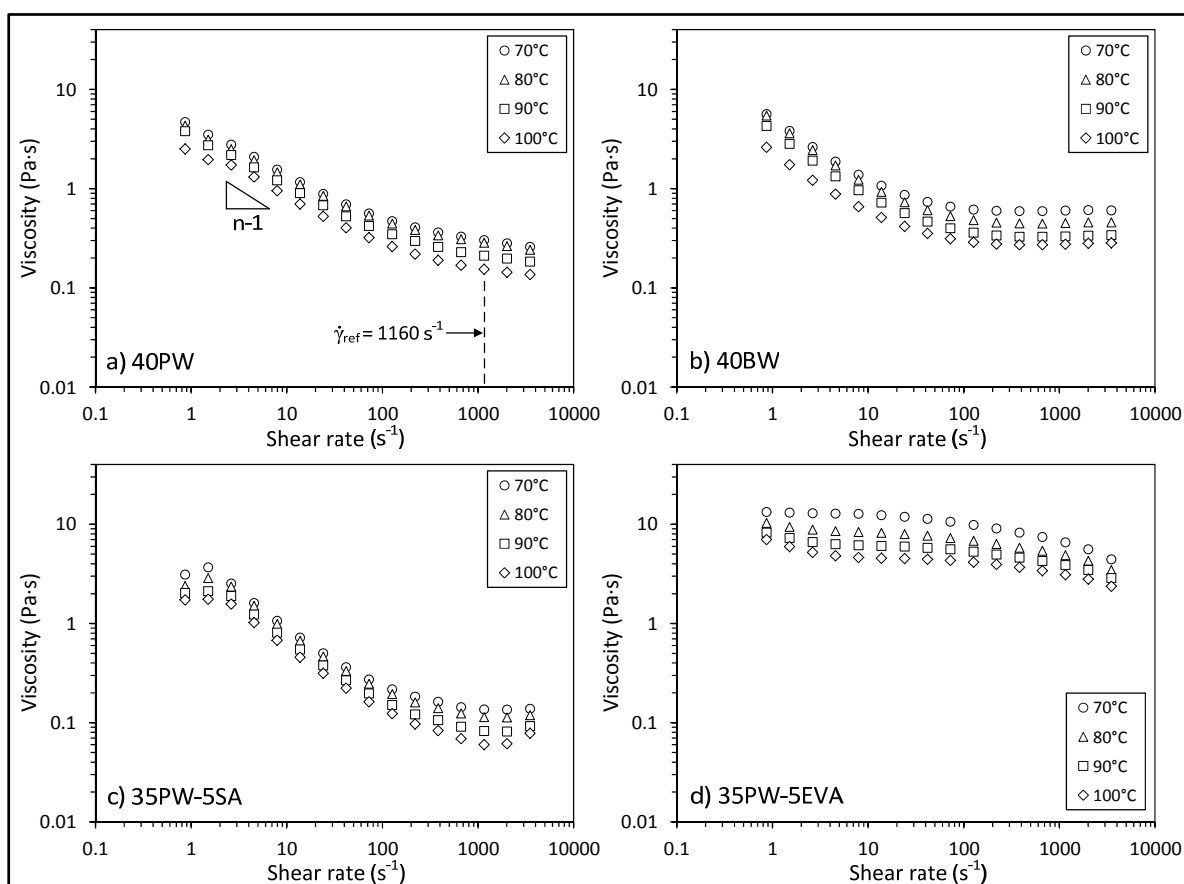 10
1
0.1
0.01
Viscosity (Pa·s)
70°C
80°C
90°C
100°C
n-1
γ̇ref = 1160 s-1
a) 40PW
0.1 1 10 100 1000 10000
Shear rate (s-1)
10
1
0.1
0.01
Viscosity (Pa·s)
70°C
80°C
90°C
100°C
b) 40BW
0.1 1 10 100 1000 10000
Shear rate (s-1)
10
1
0.1
0.01
Viscosity (Pa·s)
70°C
80°C
90°C
100°C
c) 35PW-5SA
0.1 1 10 100 1000 10000
Shear rate (s-1)
10
1
0.1
0.01
Viscosity (Pa·s)
70°C
80°C
90°C
100°C
d) 35PW-5EVA
0.1 1 10 100 1000 10000
Shear rate (s-1)